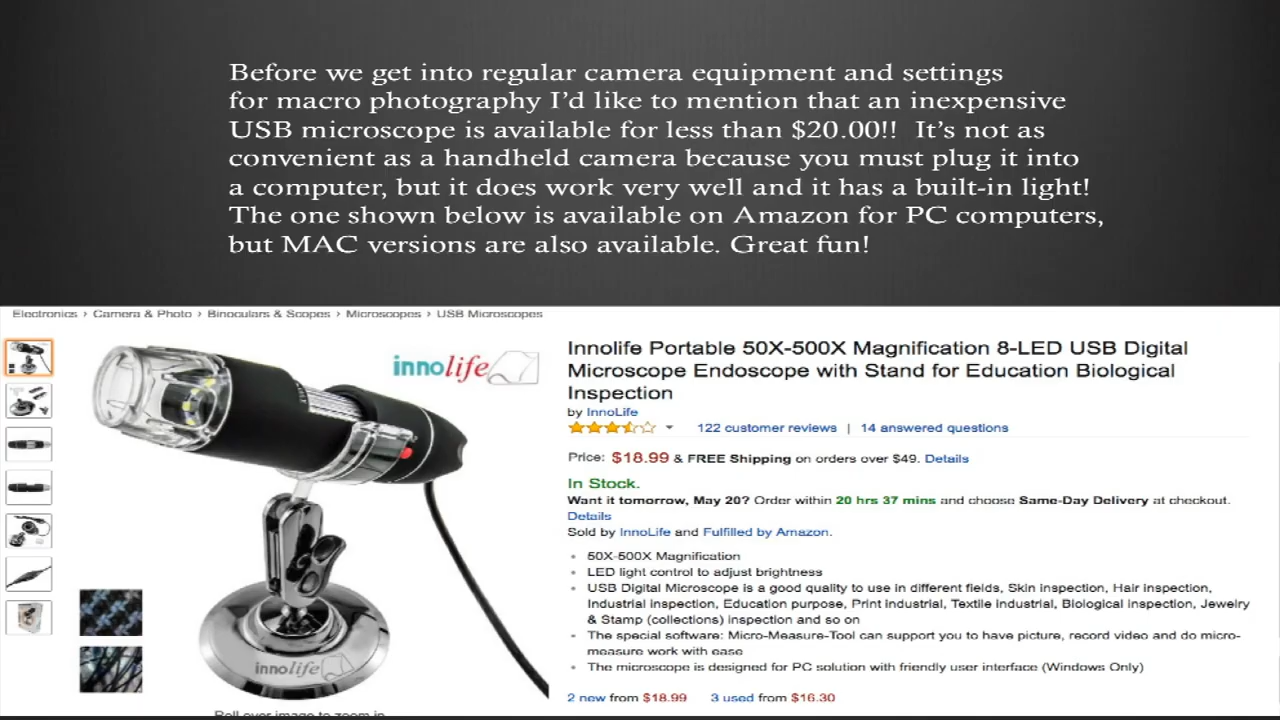 Before we get into regular camera equipment and settings
for macro photography I'd like to mention that an inexpensive
USB microscope is available for less than $20.00!!  It's not as
convenient as a handheld camera because you must plug it into
a computer, but it does work very well and it has a built-in light!
The one shown below is available on Amazon for PC computers,
but MAC versions are also available. Great fun!
Electronics › Camera & Photo › Binoculars & Scopes › Microscopes › USB Microscopes
innolife
Innolife Portable 50X-500X Magnification 8-LED USB Digital
Microscope Endoscope with Stand for Education Biological
Inspection
by InnoLife
122 customer reviews | 14 answered questions
Price: $18.99 & FREE Shipping on orders over $49. Details
In Stock.
Want it tomorrow, May 20? Order within 20 hrs 37 mins and choose Same-Day Delivery at checkout.
Details
Sold by InnoLife and Fulfilled by Amazon.
• 50X-500X Magnification
• LED light control to adjust brightness
• USB Digital Microscope is a good quality to use in different fields, Skin inspection, Hair inspection,
Industrial inspection, Education purpose, Print industrial, Textile industrial, Biological inspection, Jewelry
& Stamp (collections) inspection and so on
• The special software: Micro-Measure-Tool can support you to have picture, record video and do micro-
measure work with ease
• The microscope is designed for PC solution with friendly user interface (Windows Only)
innolife
2 new from $18.99 3 used from $16.30
Roll over image to zoom in